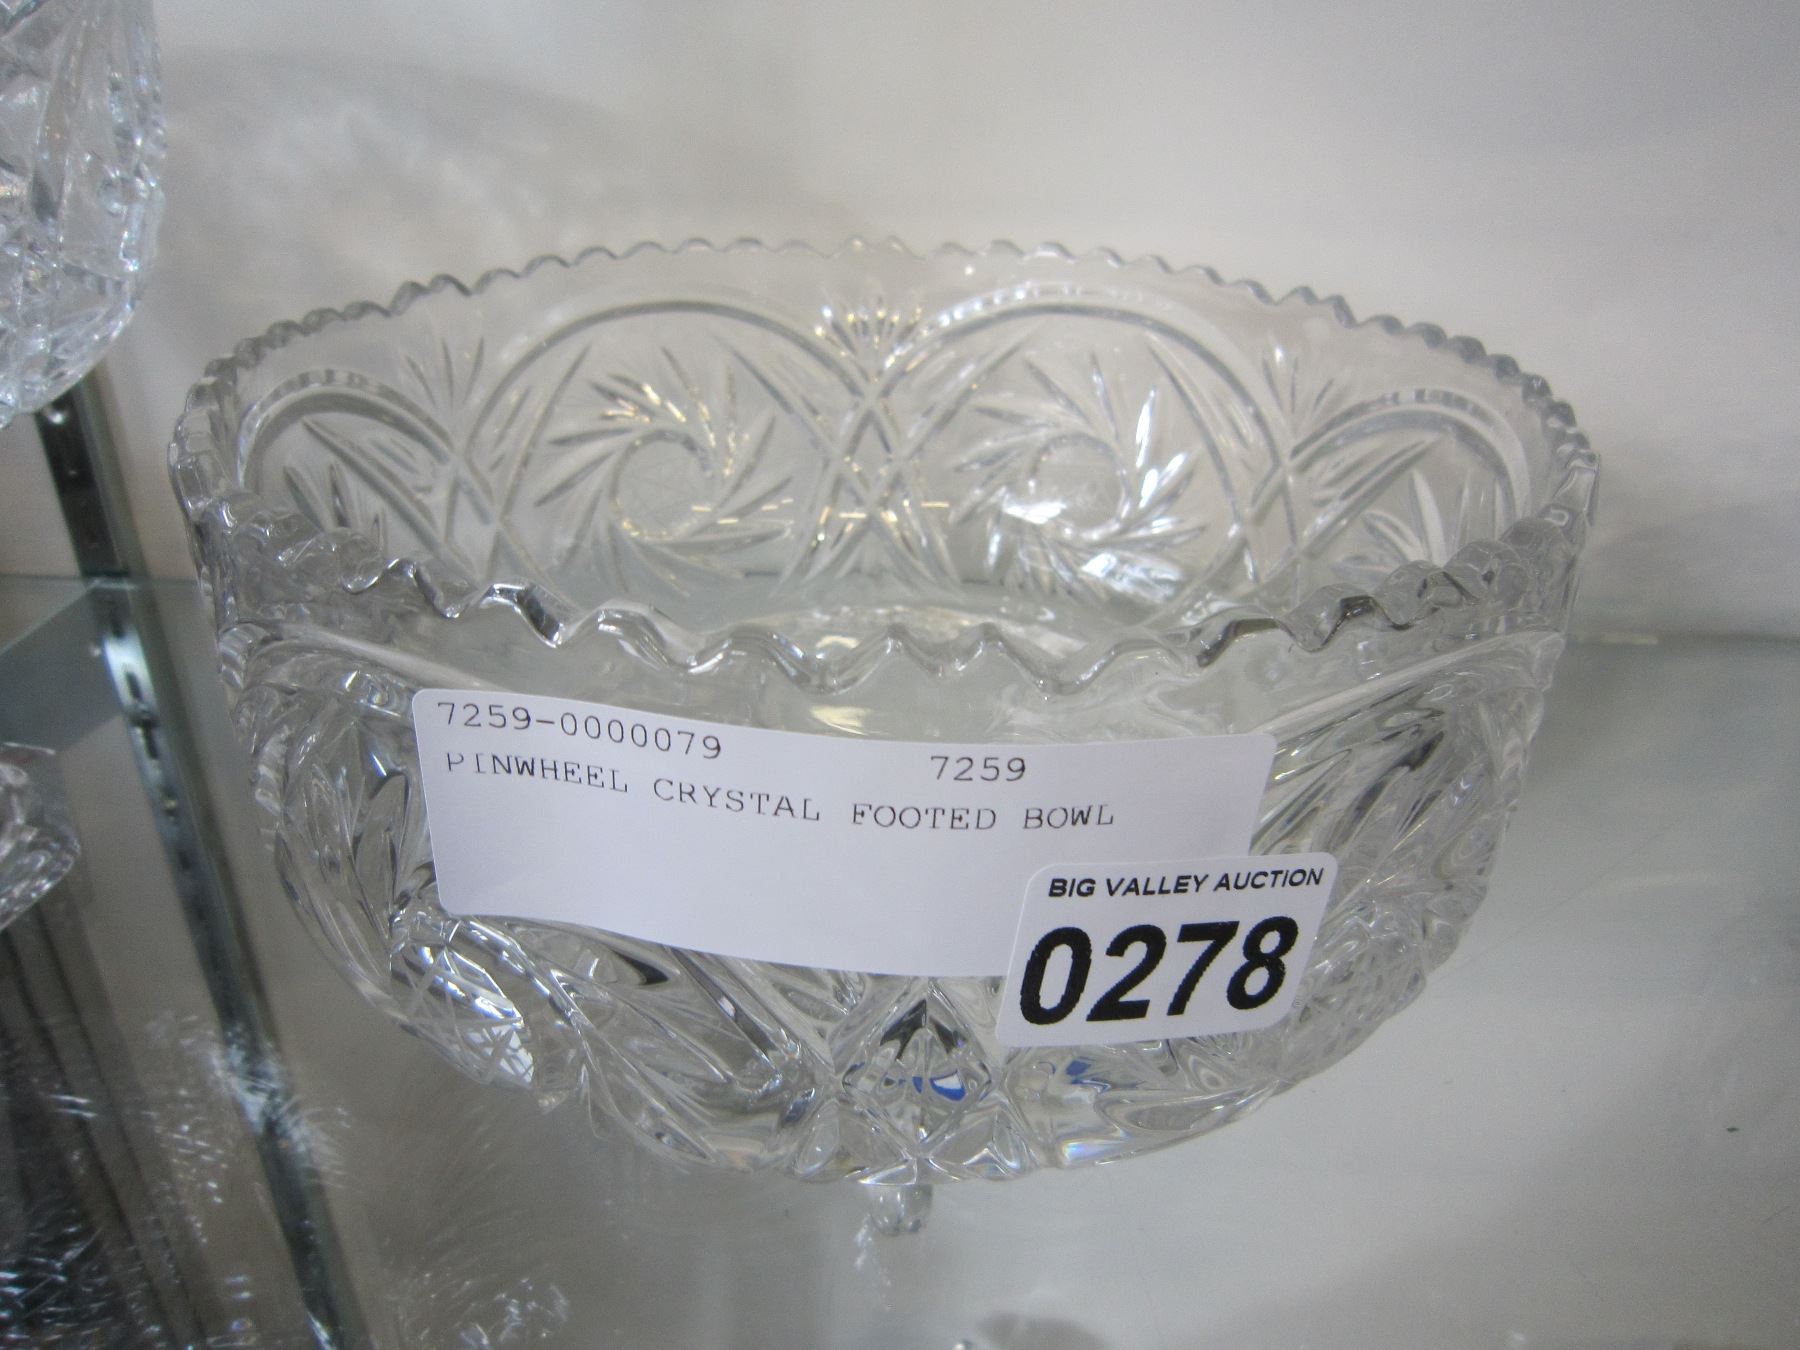 7259-0000079 7259
PINWHEEL CRYSTAL FOOTED BOWL
BIG VALLEY AUCTION
0278